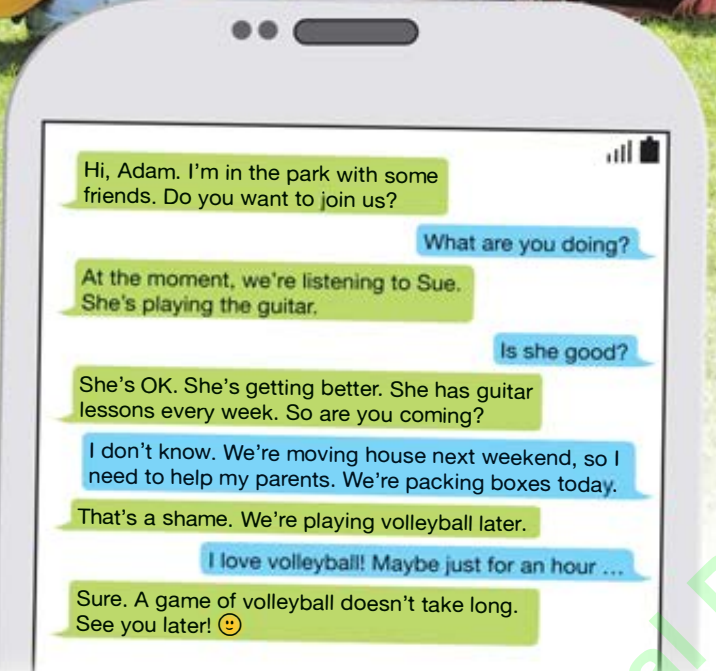 Hi, Adam. I'm in the park with some
friends. Do you want to join us?
What are you doing?
At the moment, we're listening to Sue.
She's playing the guitar.
Is she good?
She's OK. She's getting better. She has guitar
lessons every week. So are you coming?
I don't know. We're moving house next weekend, so I
need to help my parents. We're packing boxes today.
That's a shame. We're playing volleyball later.
I love volleyball! Maybe just for an hour ...
Sure. A game of volleyball doesn't take long.
See you later! 🙂